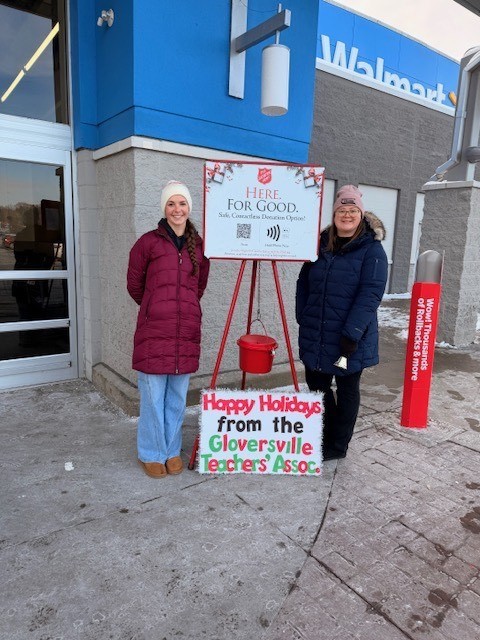 Walmart
HERE.
FOR GOOD.
Safe, Contactless Donation Option!
Happy Holidays
from the
Gloversville
Teachers' Assoc.
Wow! Thousands
of Rollbacks & more